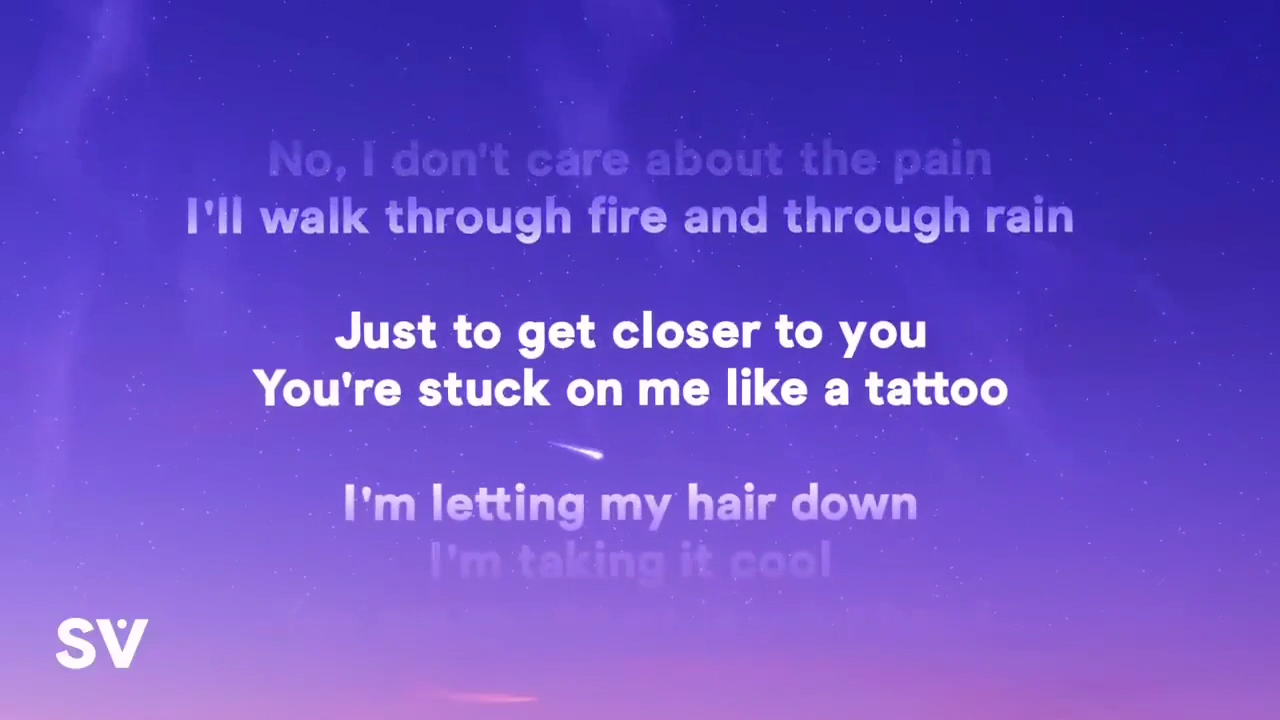 No, I don't care about the pain
I'll walk through fire and through rain
Just to get closer to you
You're stuck on me like a tattoo
I'm letting my hair down
I'm taking it cool
SV